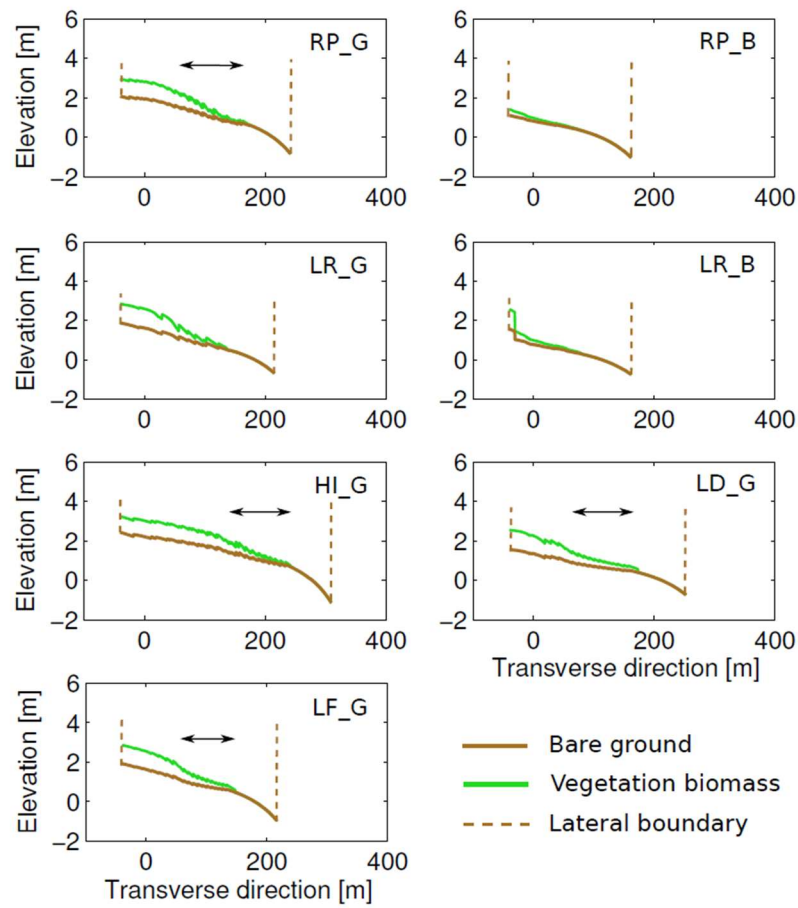 6
4
2
0
−2
Elevation [m]
RP_G
0 200 400
RP_B
6
4
2
0
−2
0 200 400
6
4
2
0
−2
Elevation [m]
LR_G
0 200 400
LR_B
6
4
2
0
−2
0 200 400
6
4
2
0
−2
Elevation [m]
HI_G
0 200 400
LD_G
6
4
2
0
−2
0 200 400
Transverse direction [m]
6
4
2
0
−2
Elevation [m]
LF_G
0 200 400
Transverse direction [m]
Bare ground
Vegetation biomass
Lateral boundary